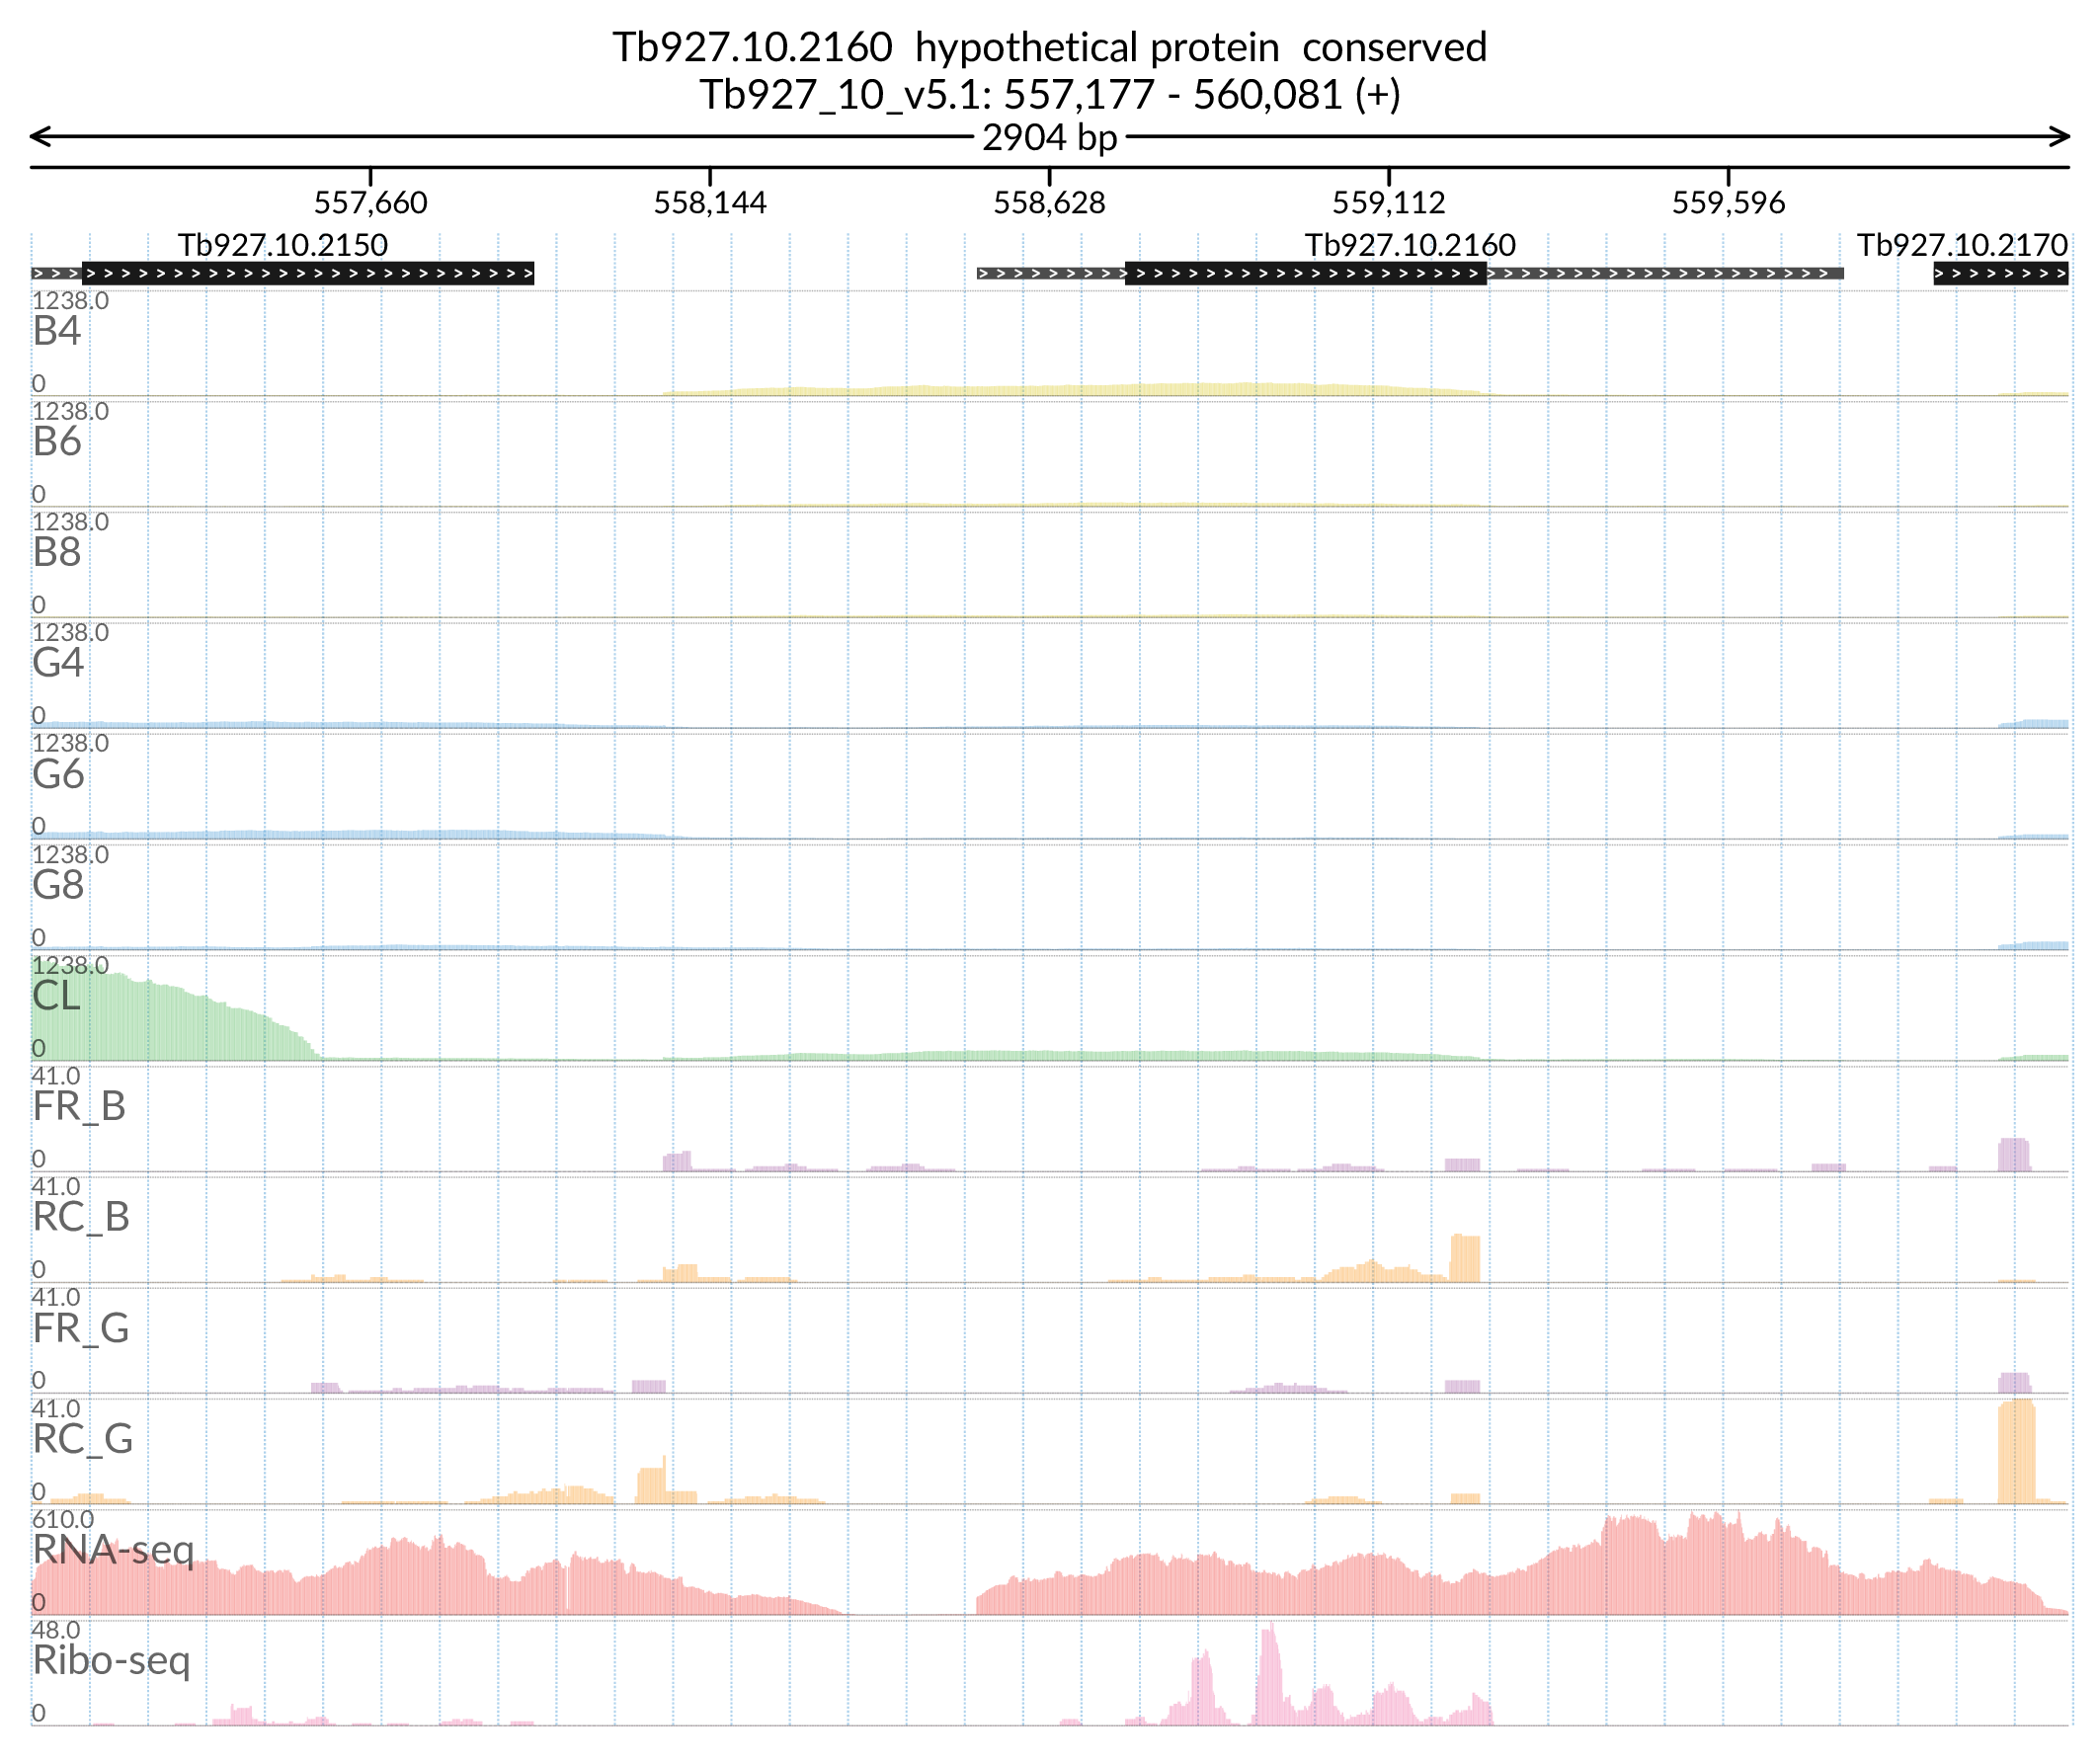 Tb927.10.2160  hypothetical protein  conserved
Tb927_10_v5.1: 557,177 - 560,081 (+)
2904 bp
557,660 558,144 558,628 559,112 559,596
Tb927.10.2150 Tb927.10.2160 Tb927.10.2170
1238.0
B4
0
1238.0
B6
0
1238.0
B8
0
1238.0
G4
0
1238.0
G6
0
1238.0
G8
0
1238.0
CL
0
41.0
FR_B
0
41.0
RC_B
0
41.0
FR_G
0
41.0
RC_G
0
610.0
RNA-seq
0
48.0
Ribo-seq
0